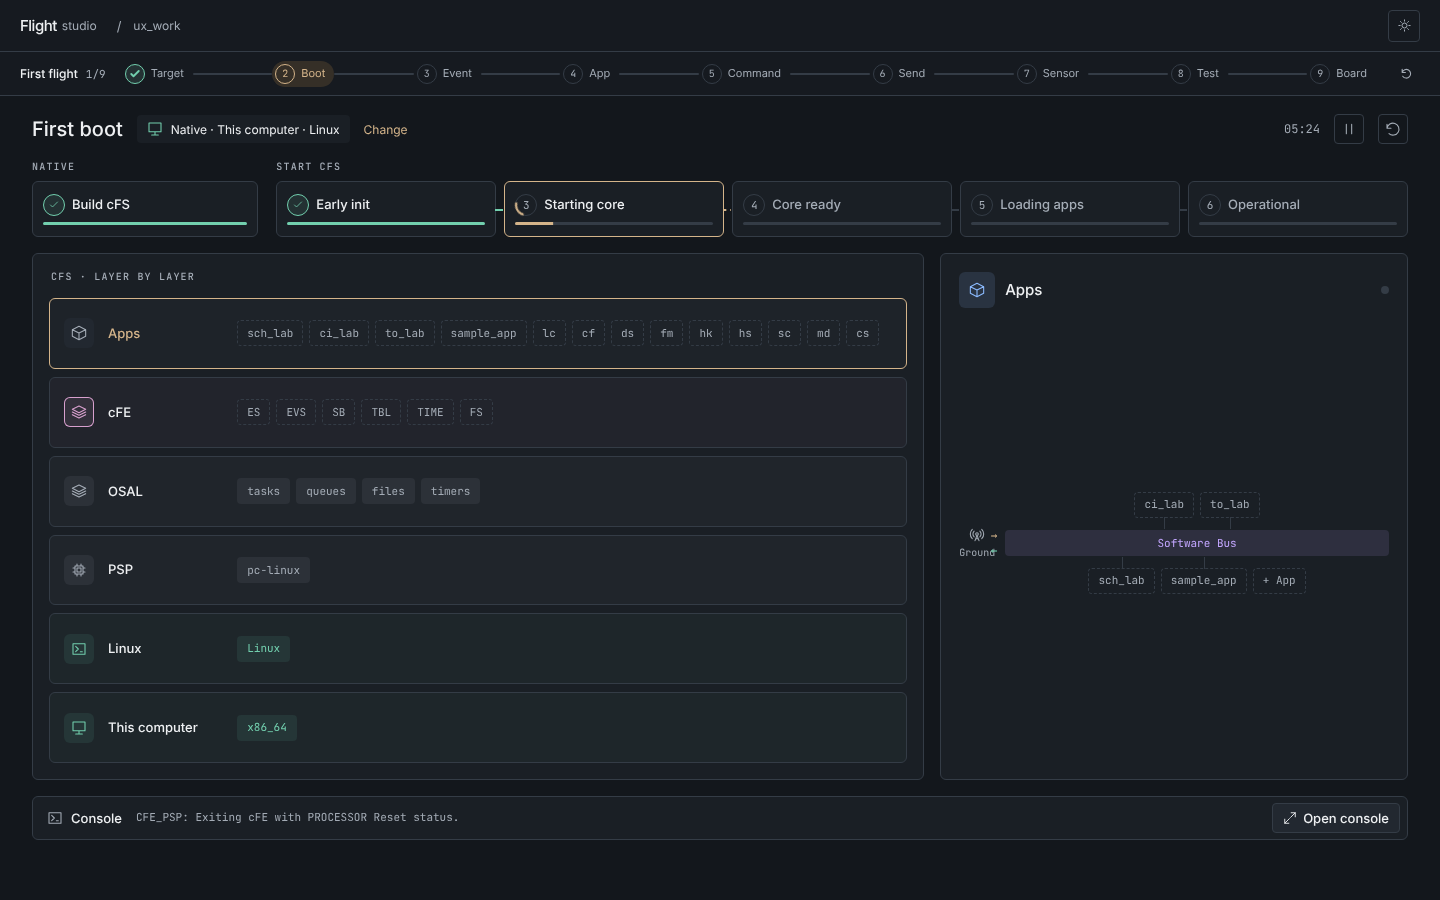 Flight studio / ux_work
First flight 1/9 Target 2 Boot 3 Event 4 App 5 Command 6 Send 7 Sensor 8 Test 9 Board
First boot Native · This computer · Linux Change 05:24
NATIVE START CFS
Build cFS Early init 3 Starting core 4 Core ready 5 Loading apps 6 Operational
CFS · LAYER BY LAYER
Apps sch_lab ci_lab to_lab sample_app lc cf ds fm hk hs sc md cs
cFE ES EVS SB TBL TIME FS
OSAL tasks queues files timers
PSP pc-linux
Linux Linux
This computer x86_64
Apps
ci_lab to_lab
→ Software Bus
Ground
sch_lab sample_app + App
Console CFE_PSP: Exiting cFE with PROCESSOR Reset status. Open console